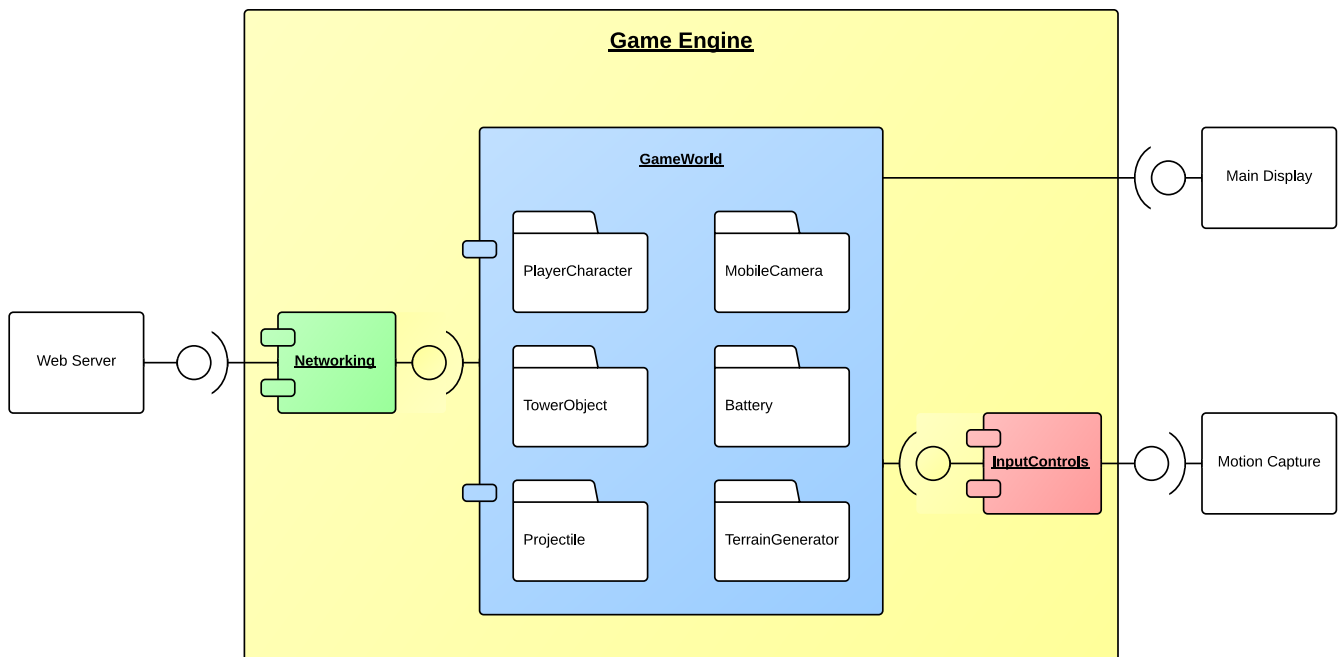 Game Engine
GameWorld
Main Display
PlayerCharacter
MobileCamera
Web Server
Networking
TowerObject
Battery
InputControls
Motion Capture
Projectile
TerrainGenerator